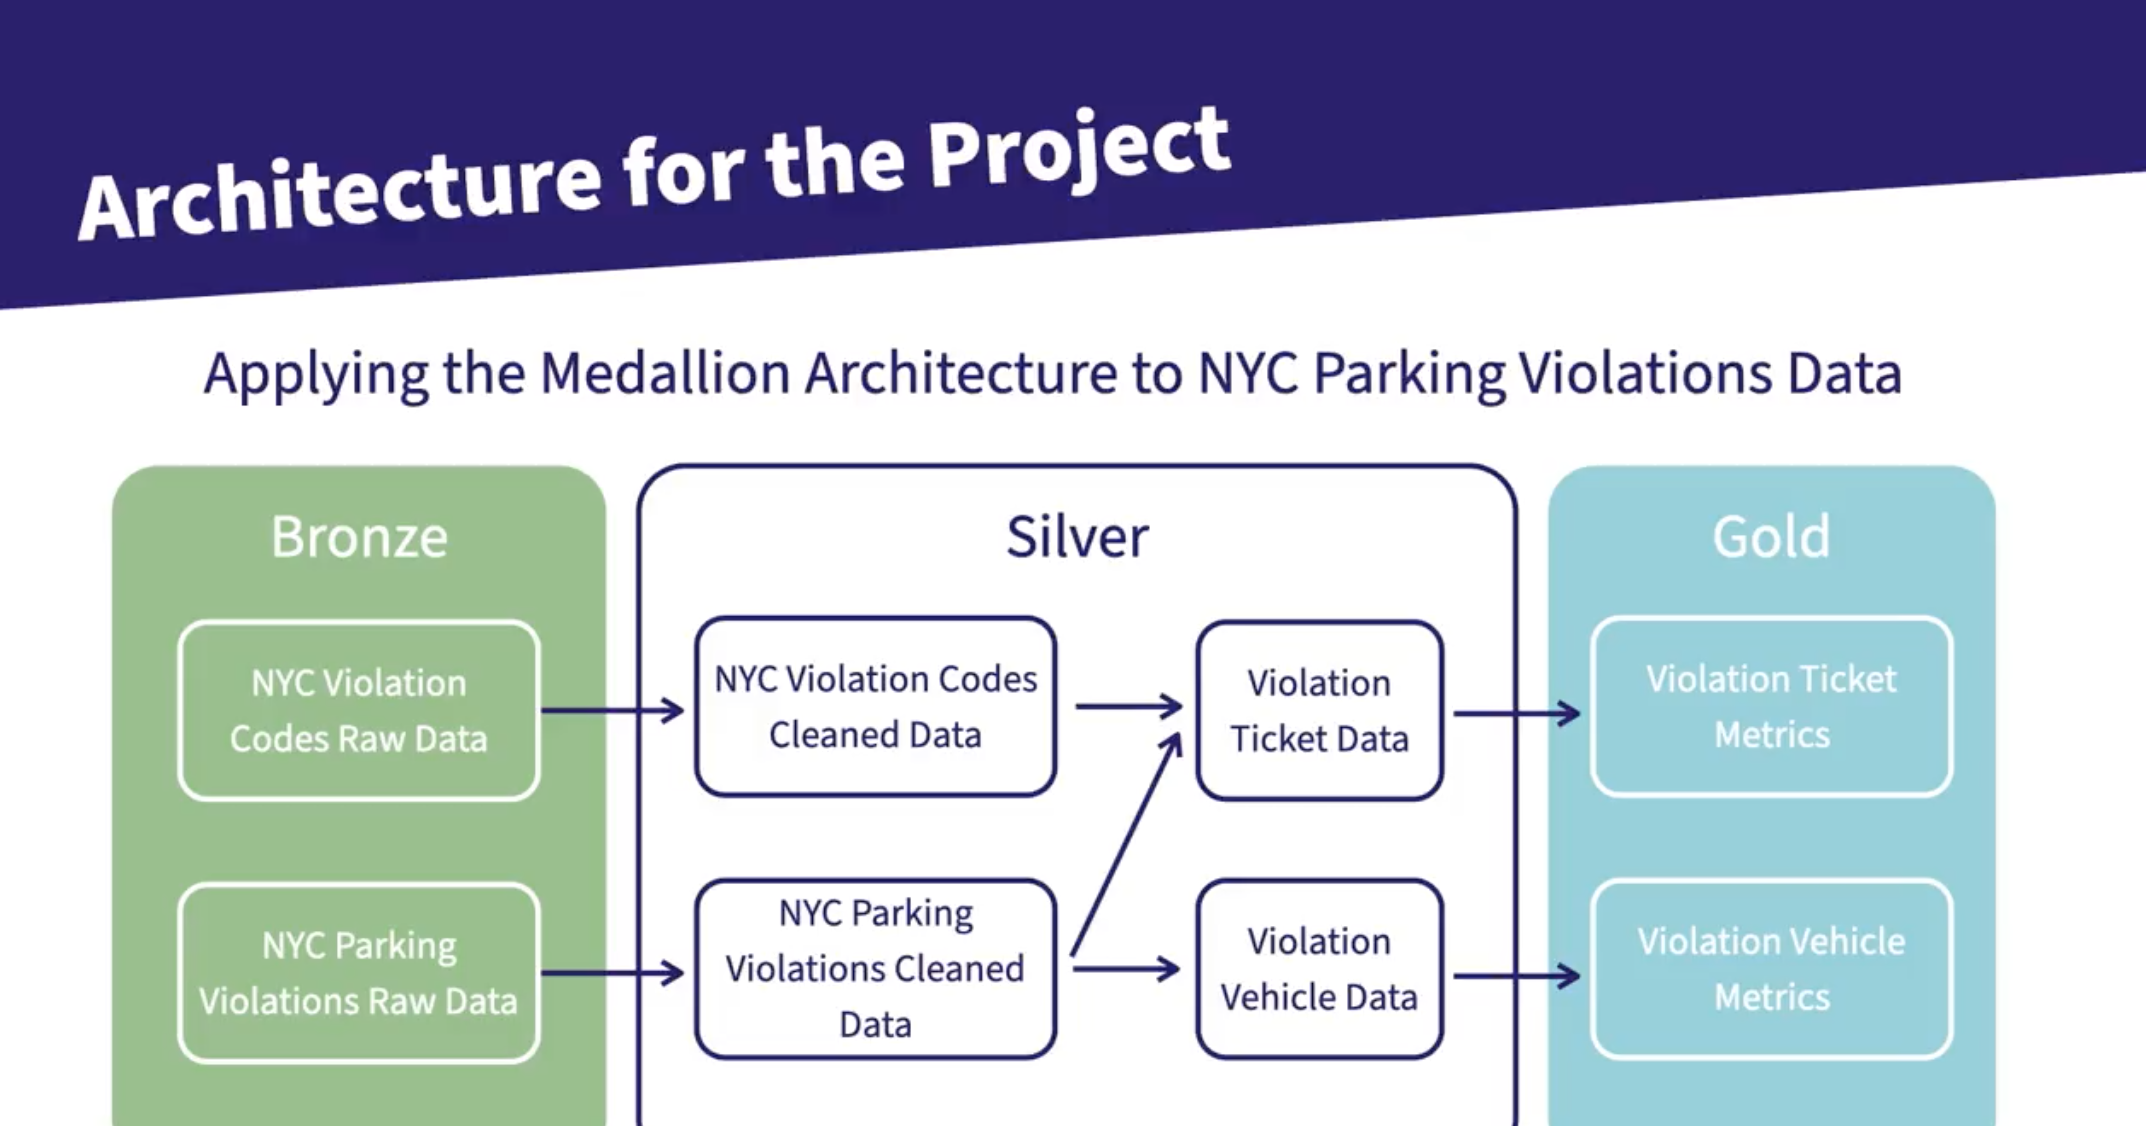 Architecture for the Project
Applying the Medallion Architecture to NYC Parking Violations Data
Bronze
NYC Violation
Codes Raw Data
NYC Parking
Violations Raw Data
Silver
NYC Violation Codes
Cleaned Data
NYC Parking
Violations Cleaned
Data
Violation
Ticket Data
Violation
Vehicle Data
Gold
Violation Ticket
Metrics
Violation Vehicle
Metrics